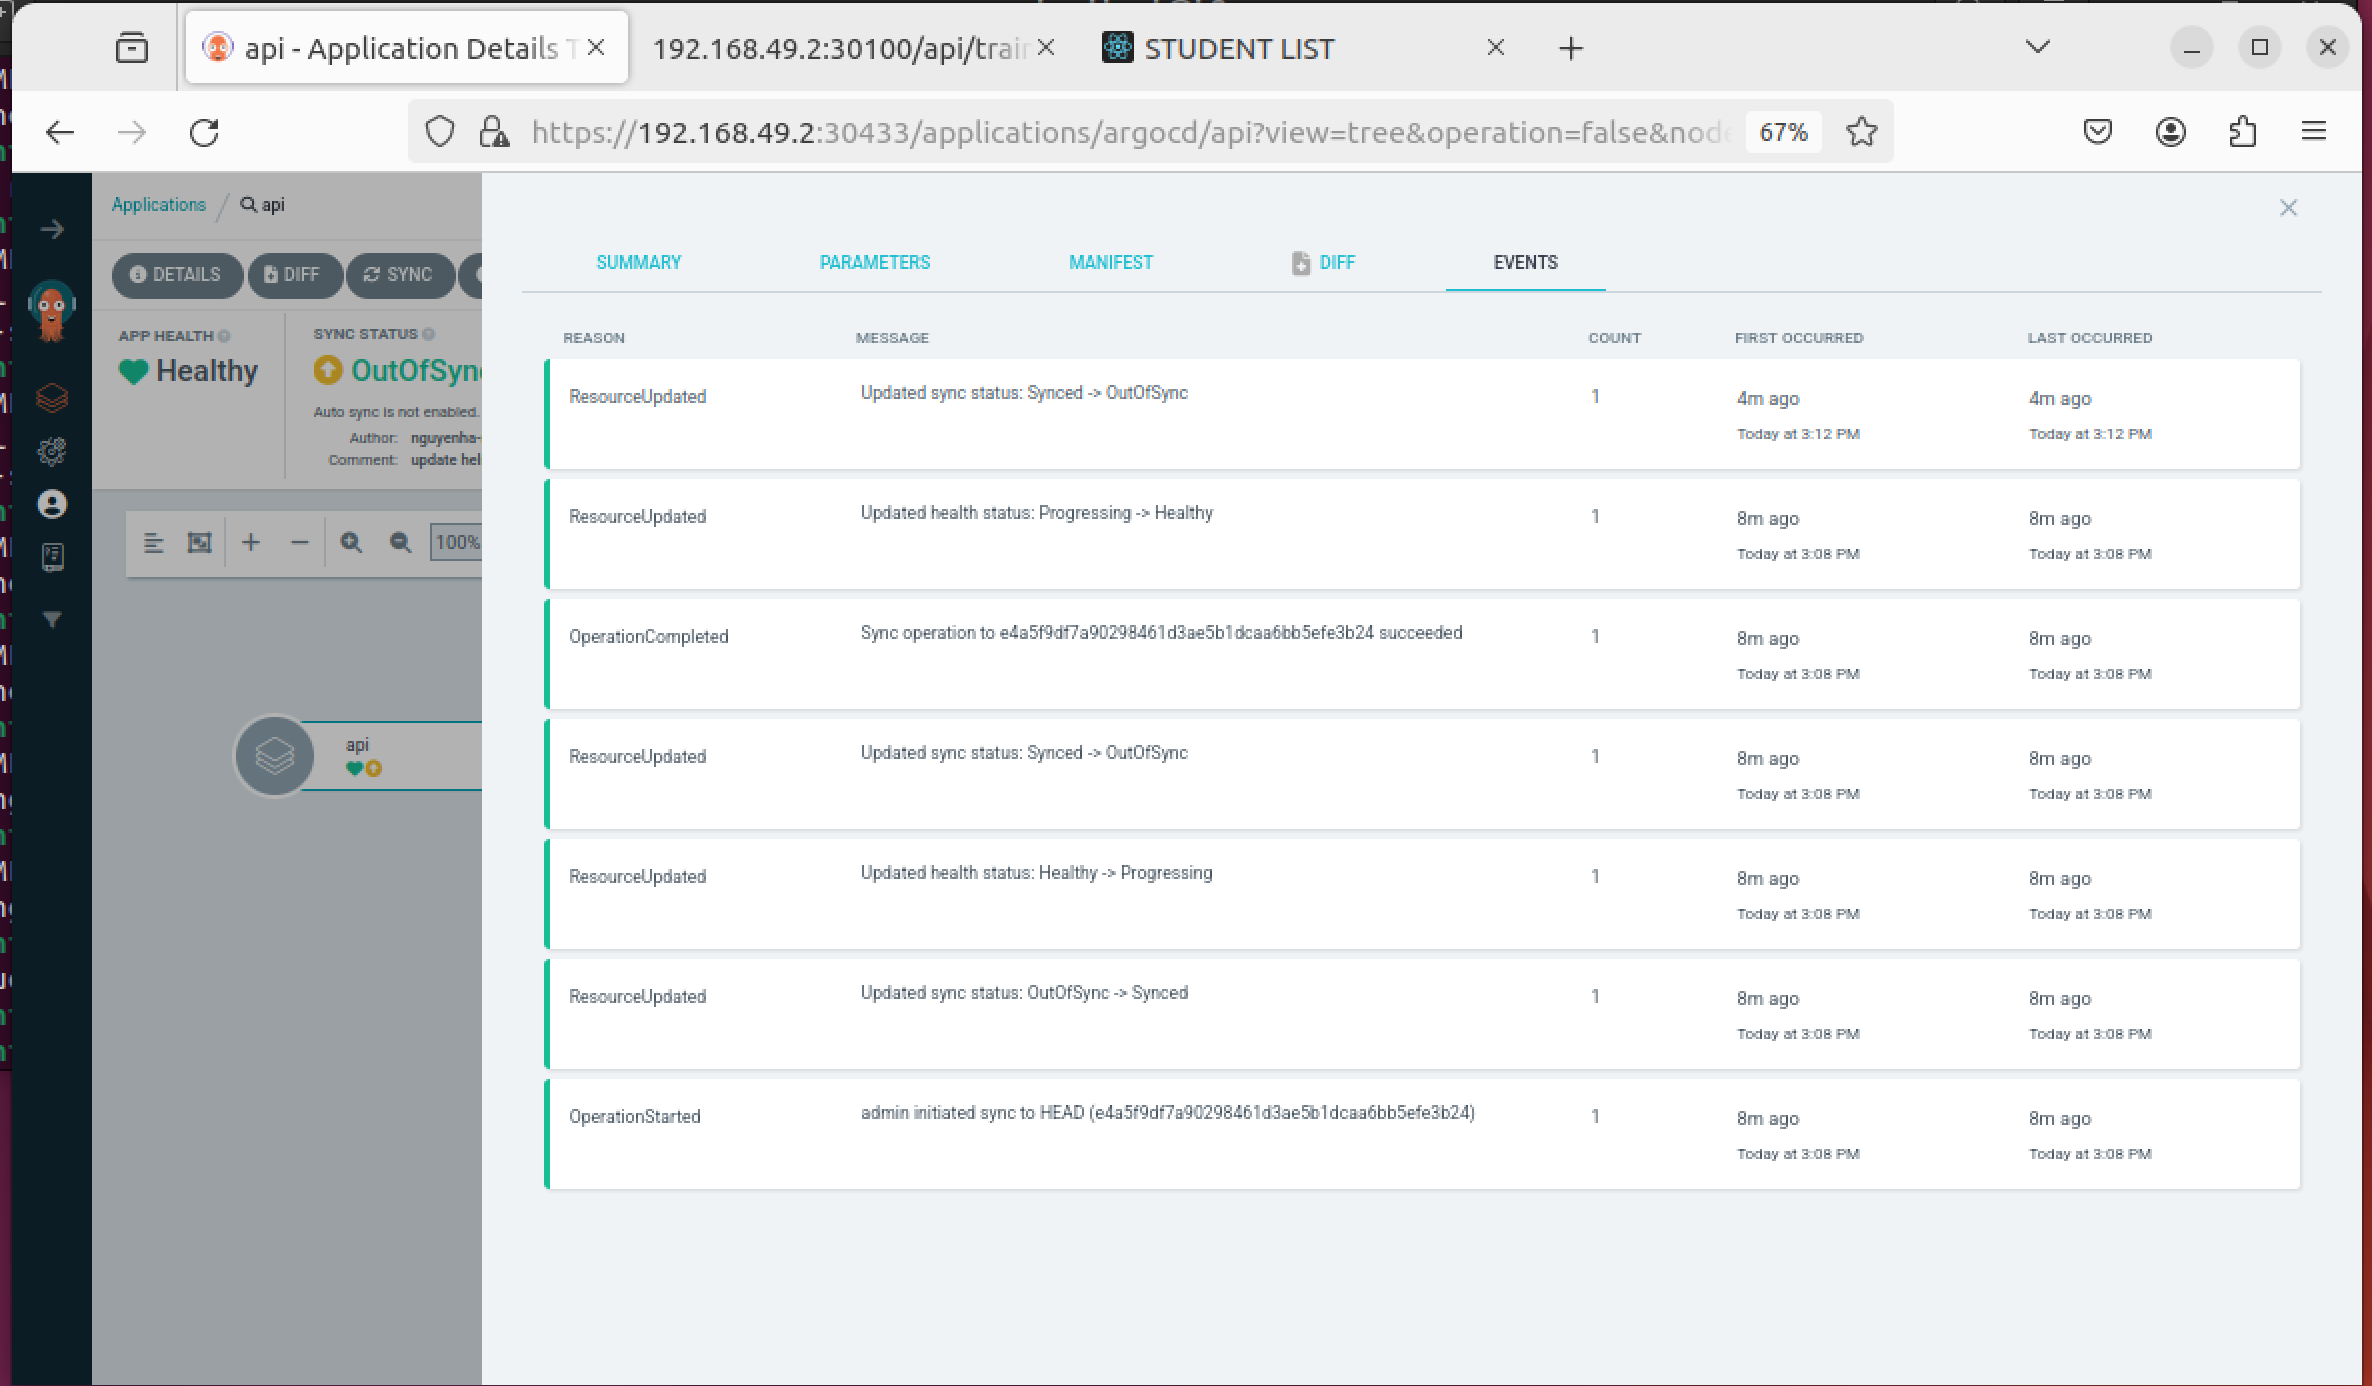 api - Application Details T
192.168.49.2:30100/api/trair
STUDENT LIST
https://192.168.49.2:30433/applications/argocd/api?view=tree&operation=false&node
67%
Applications / api
DETAILS
DIFF
SYNC
APP HEALTH
Healthy
SYNC STATUS
OutOfSync
Auto sync is not enabled.
Author: nguyenha-
Comment: update hel
100%
api
SUMMARY
PARAMETERS
MANIFEST
DIFF
EVENTS
REASON MESSAGE COUNT FIRST OCCURRED LAST OCCURRED
ResourceUpdated Updated sync status: Synced -> OutOfSync 1 4m ago 4m ago
Today at 3:12 PM Today at 3:12 PM
ResourceUpdated Updated health status: Progressing -> Healthy 1 8m ago 8m ago
Today at 3:08 PM Today at 3:08 PM
OperationCompleted Sync operation to e4a5f9df7a90298461d3ae5b1dcaa6bb5efe3b24 succeeded 1 8m ago 8m ago
Today at 3:08 PM Today at 3:08 PM
ResourceUpdated Updated sync status: Synced -> OutOfSync 1 8m ago 8m ago
Today at 3:08 PM Today at 3:08 PM
ResourceUpdated Updated health status: Healthy -> Progressing 1 8m ago 8m ago
Today at 3:08 PM Today at 3:08 PM
ResourceUpdated Updated sync status: OutOfSync -> Synced 1 8m ago 8m ago
Today at 3:08 PM Today at 3:08 PM
OperationStarted admin initiated sync to HEAD (e4a5f9df7a90298461d3ae5b1dcaa6bb5efe3b24) 1 8m ago 8m ago
Today at 3:08 PM Today at 3:08 PM